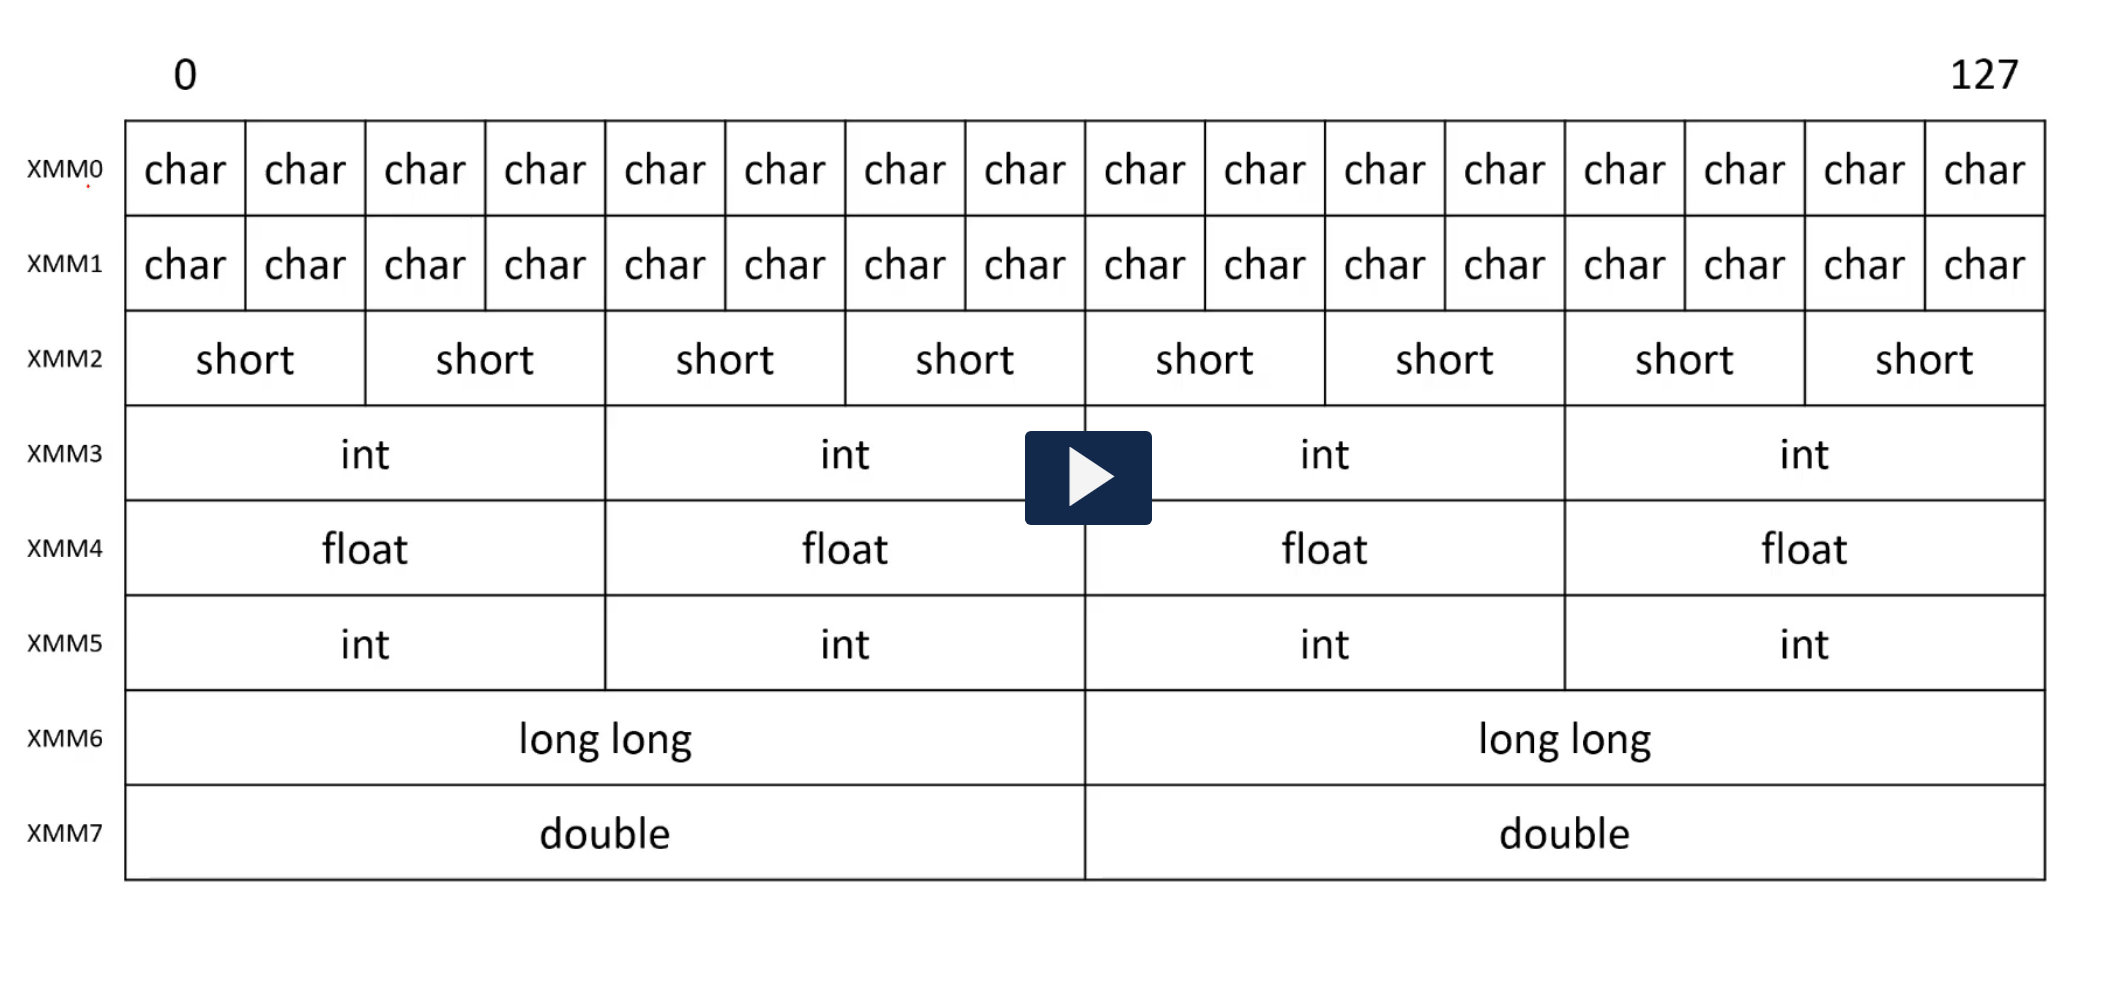 0 127
XMM0 char char char char char char char char char char char char char char char char
XMM1 char char char char char char char char char char char char char char char char
XMM2 short short short short short short short short
XMM3 int int int int
XMM4 float float float float
XMM5 int int int int
XMM6 long long long long
XMM7 double double